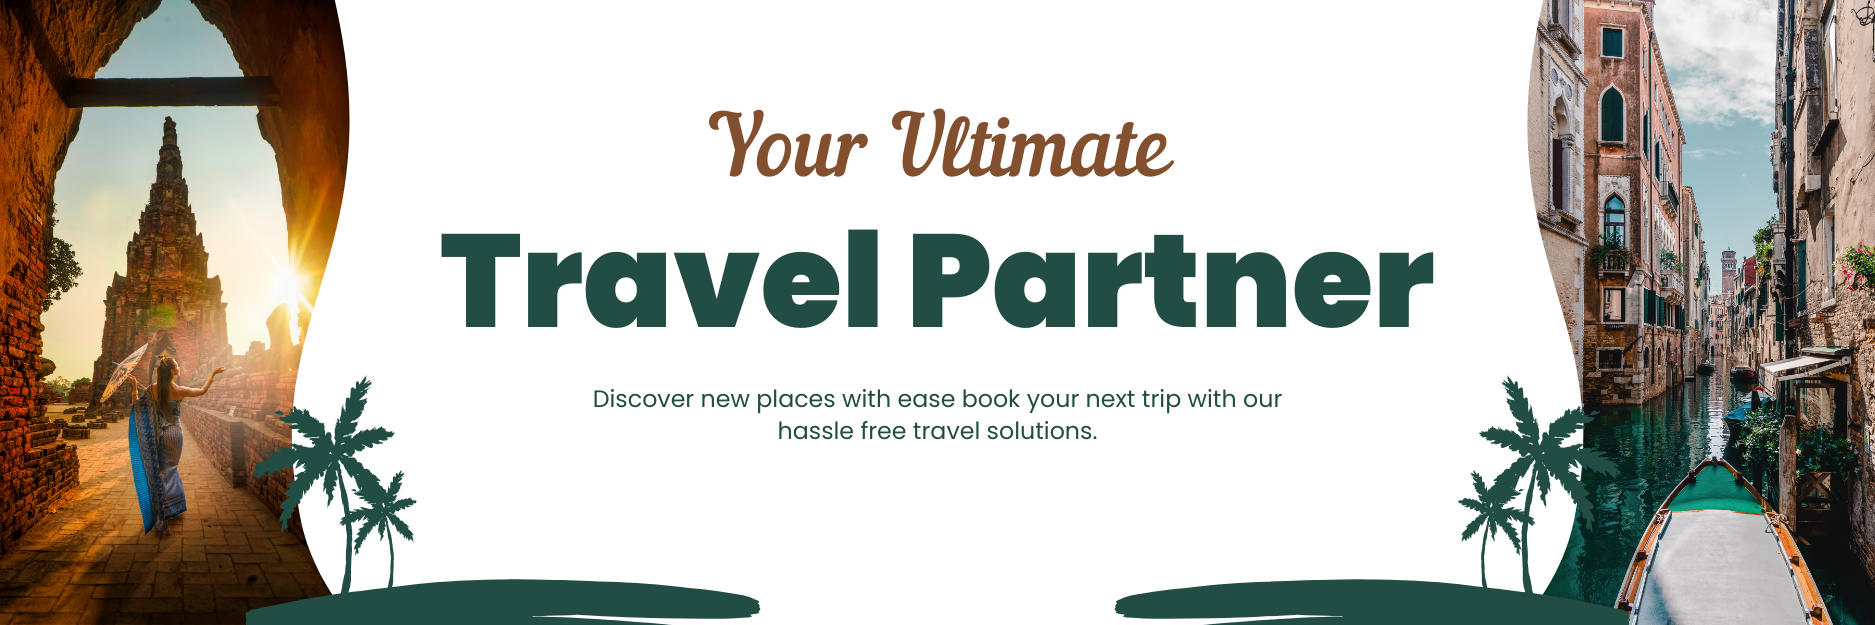 Your Ultimate
Travel Partner
Discover new places with ease book your next trip with our
hassle free travel solutions.